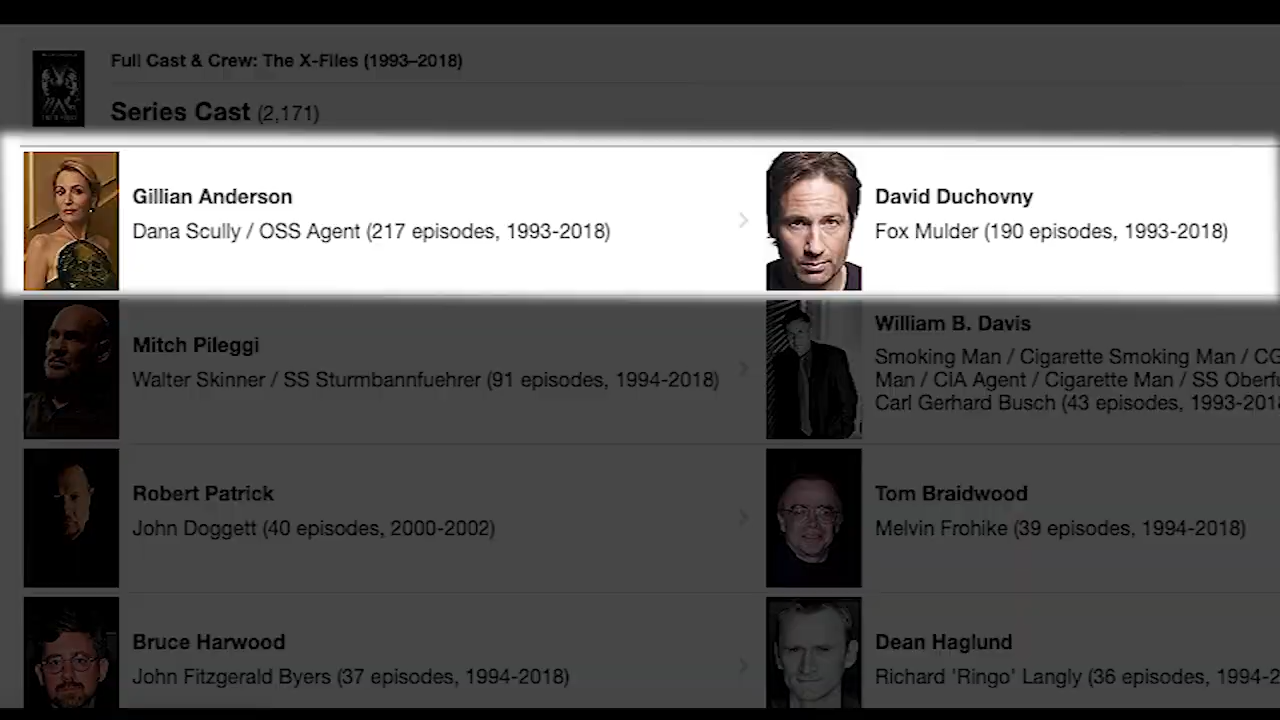 Full Cast & Crew: The X-Files (1993–2018)
Series Cast (2,171)
Gillian Anderson
Dana Scully / OSS Agent (217 episodes, 1993-2018)
David Duchovny
Fox Mulder (190 episodes, 1993-2018)
Mitch Pileggi
Walter Skinner / SS Sturmbannfuehrer (91 episodes, 1994-2018)
William B. Davis
Smoking Man / Cigarette Smoking Man / CG
Man / CIA Agent / Cigarette Man / SS Oberfu
Carl Gerhard Busch (43 episodes, 1993-201
Robert Patrick
John Doggett (40 episodes, 2000-2002)
Tom Braidwood
Melvin Frohike (39 episodes, 1994-2018)
Bruce Harwood
John Fitzgerald Byers (37 episodes, 1994-2018)
Dean Haglund
Richard 'Ringo' Langly (36 episodes, 1994-2